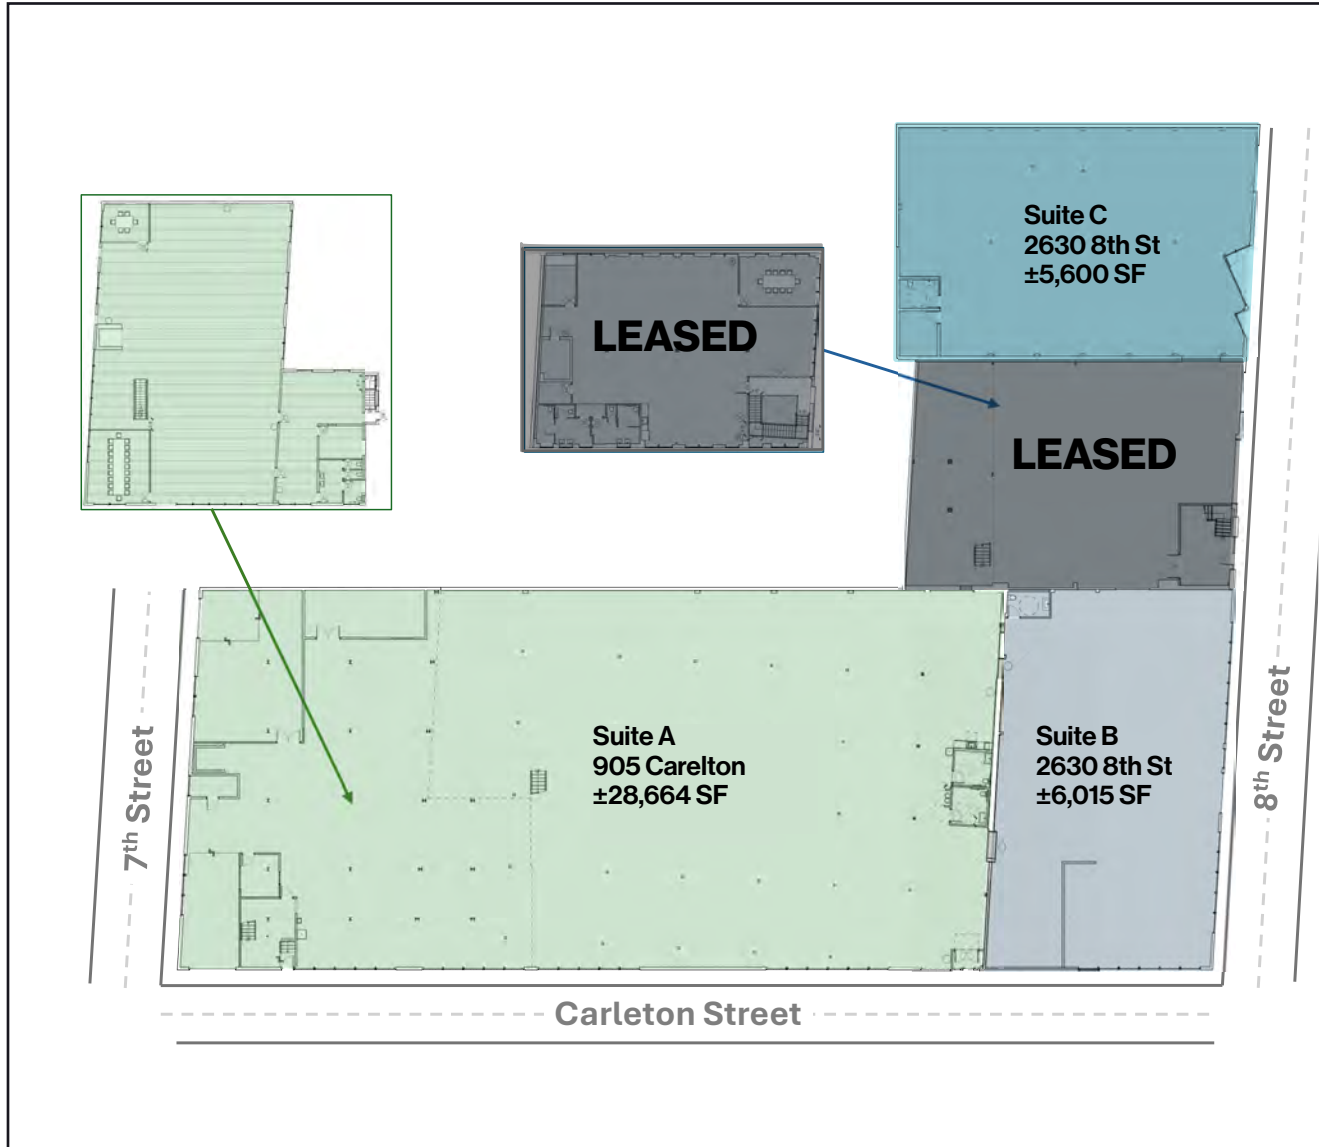 Suite C
2630 8th St
±5,600 SF
LEASED
LEASED
Suite A
905 Carelton
±28,664 SF
Suite B
2630 8th St
±6,015 SF
7th Street
8th Street
Carleton Street